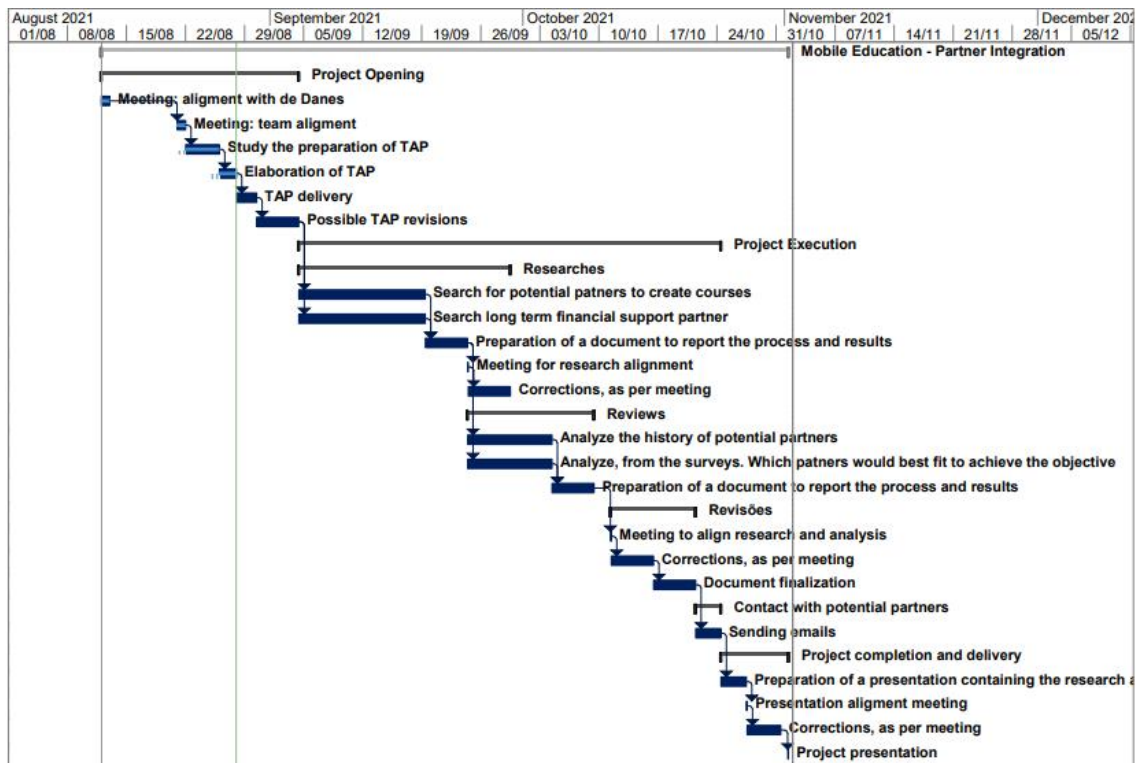 August 2021 September 2021 October 2021 November 2021 December 202
01/08 08/08 15/08 22/08 29/08 05/09 12/09 19/09 26/09 03/10 10/10 17/10 24/10 31/10 07/11 14/11 21/11 28/11 05/12
Mobile Education - Partner Integration
Project Opening
Meeting: aligment with de Danes
Meeting: team aligment
Study the preparation of TAP
Elaboration of TAP
TAP delivery
Possible TAP revisions
Project Execution
Researches
Search for potential patners to create courses
Search long term financial support partner
Preparation of a document to report the process and results
Meeting for research alignment
Corrections, as per meeting
Reviews
Analyze the history of potential partners
Analyze, from the surveys. Which patners would best fit to achieve the objective
Preparation of a document to report the process and results
Revisões
Meeting to align research and analysis
Corrections, as per meeting
Document finalization
Contact with potential partners
Sending emails
Project completion and delivery
Preparation of a presentation containing the research a
Presentation aligment meeting
Corrections, as per meeting
Project presentation